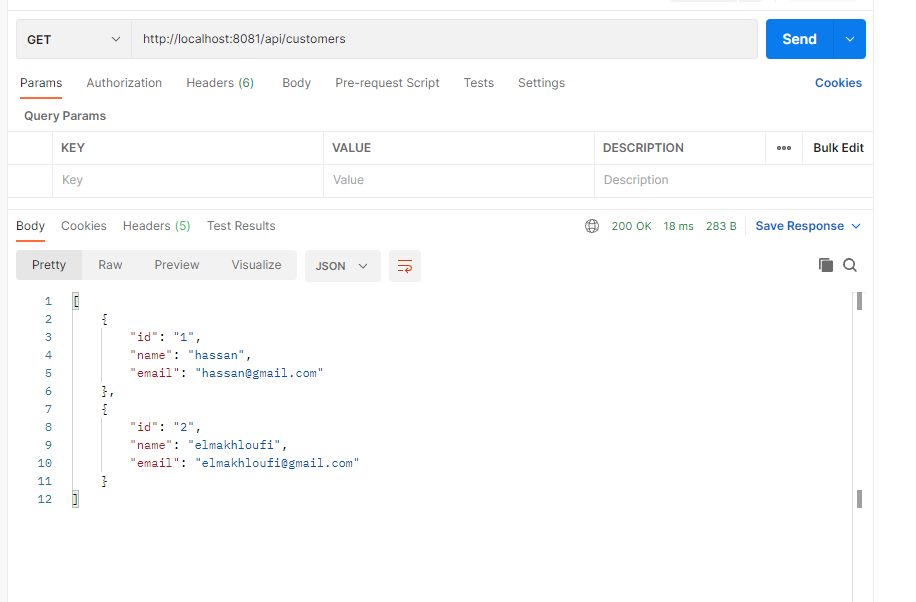 GET http://localhost:8081/api/customers Send
Params Authorization Headers (6) Body Pre-request Script Tests Settings Cookies
Query Params
KEY VALUE DESCRIPTION ooo Bulk Edit
Key Value Description
Body Cookies Headers (5) Test Results 200 OK 18 ms 283 B Save Response
Pretty Raw Preview Visualize JSON
1 [
2 {
3 "id": "1",
4 "name": "hassan",
5 "email": "hassan@gmail.com"
6 },
7 {
8 "id": "2",
9 "name": "elmakhloufi",
10 "email": "elmakhloufi@gmail.com"
11 }
12 ]